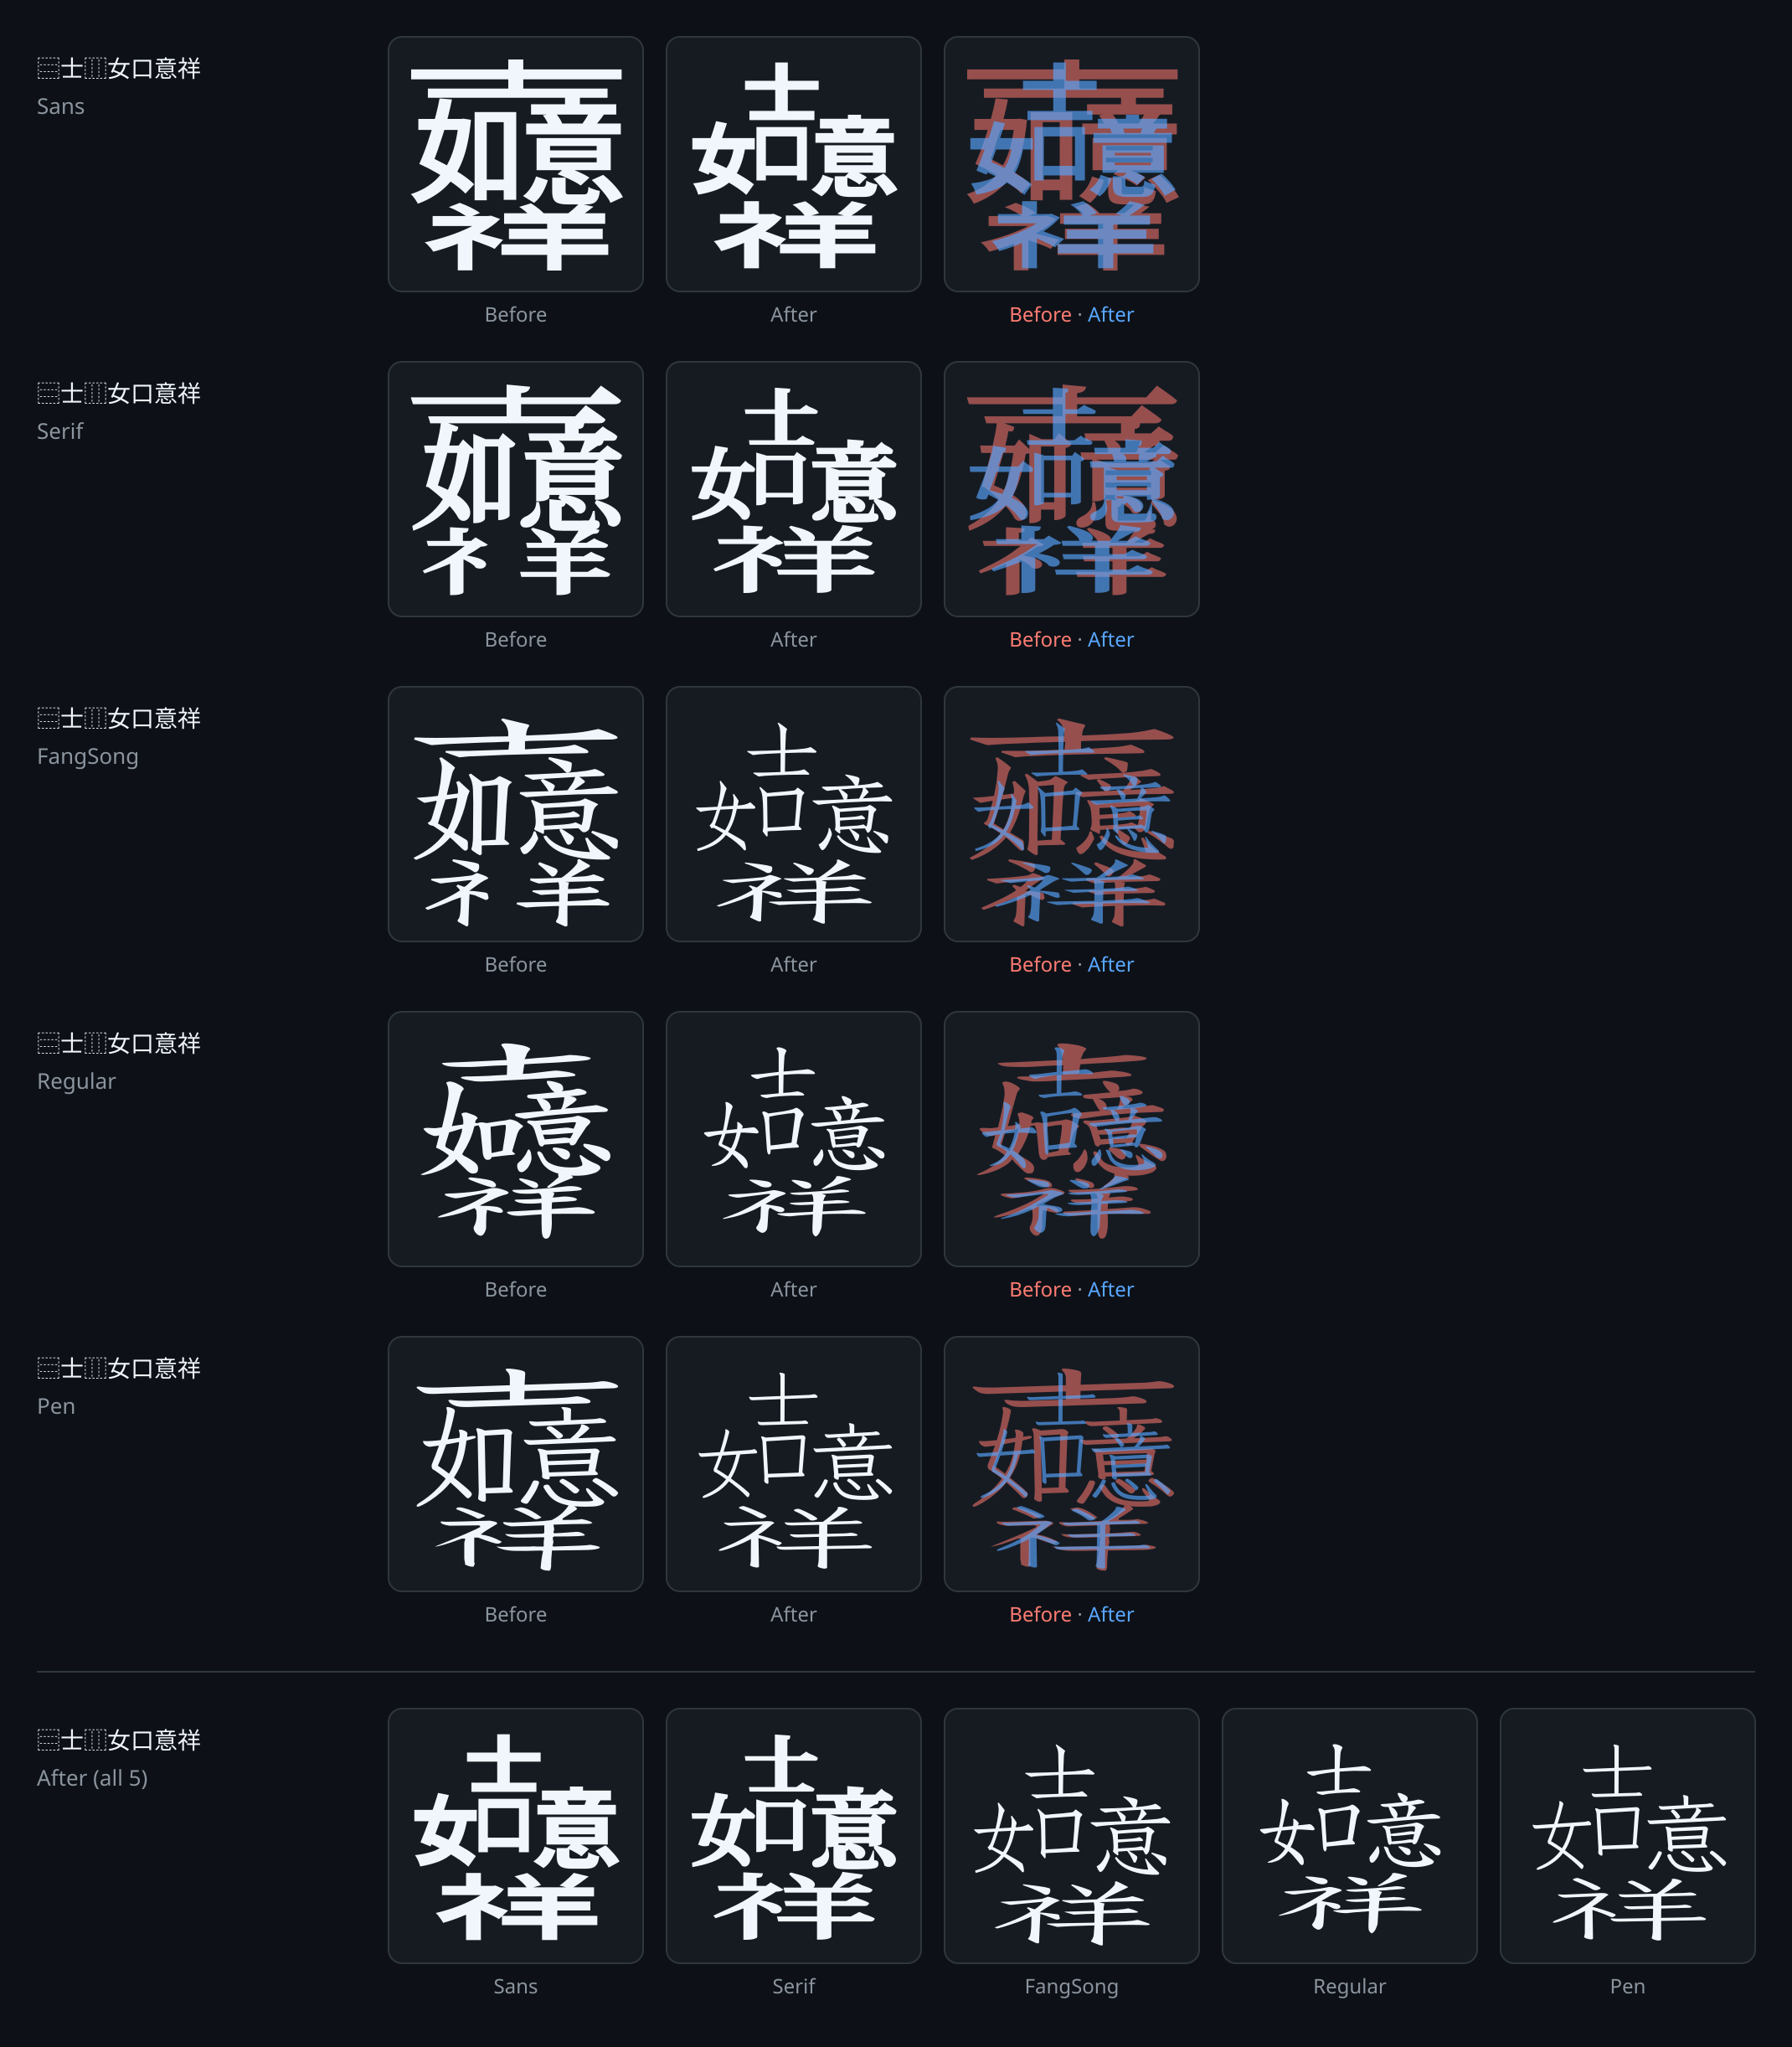 ⿳士⿲女口意祥
Sans
Before
After
Before · After
⿳士⿲女口意祥
Serif
Before
After
Before · After
⿳士⿲女口意祥
FangSong
Before
After
Before · After
⿳士⿲女口意祥
Regular
Before
After
Before · After
⿳士⿲女口意祥
Pen
Before
After
Before · After
⿳士⿲女口意祥
After (all 5)
Sans
Serif
FangSong
Regular
Pen